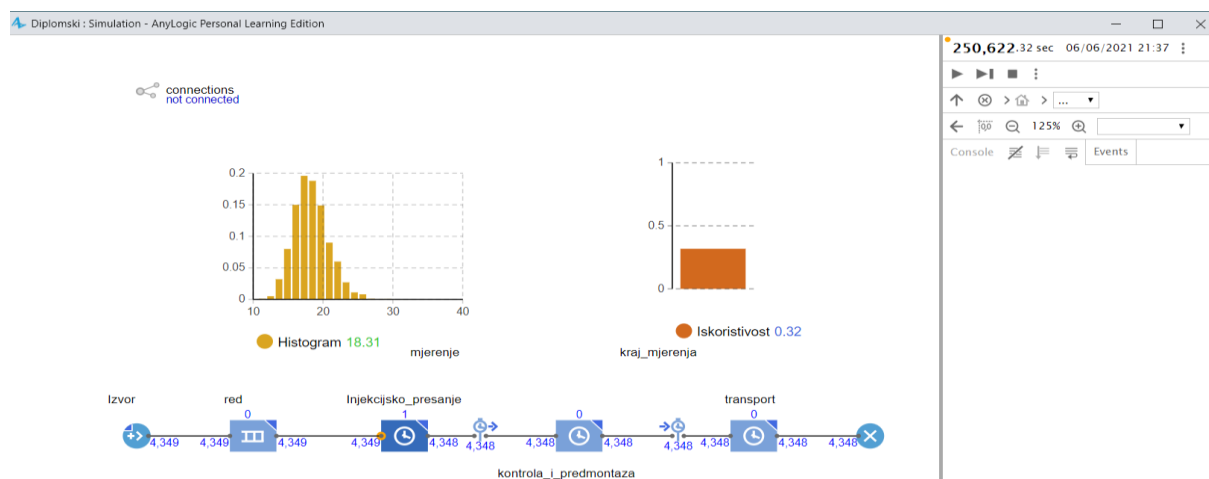 Diplomski : Simulation - AnyLogic Personal Learning Edition
250,622.32 sec 06/06/2021 21:37
connections
not connected
...
0,0
125%
Console
Events
0.2
0.15
0.1
0.05
0
10 20 30 40
Histogram 18.31
1
0.5
0
Iskoristivost 0.32
mjerenje
kraj_mjerenja
Izvor
red
Injekcijsko_presanje
transport
0 1 0 0
4,349 4,349 4,349 4,349 4,348 4,348 4,348 4,348 4,348 4,348 4,348 4,348
kontrola_i_predmontaza